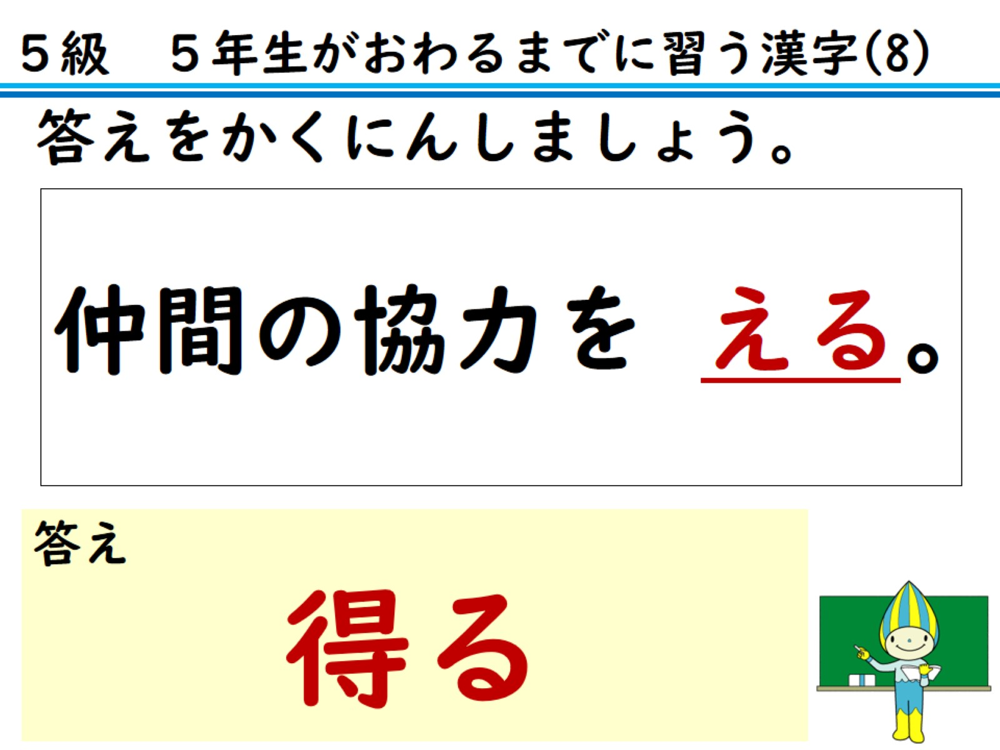 ５級　５年生がおわるまでに習う漢字(8)
答えをかくにんしましょう。
仲間の協力を　える。
答え
得る